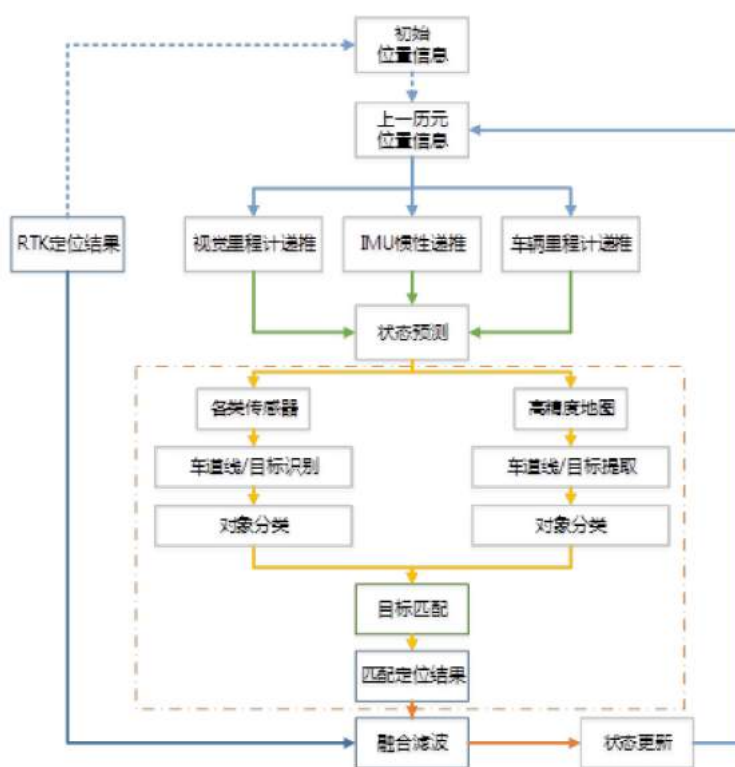 初始
位置信息
上一历元
位置信息
RTK定位结果
视觉里程计递推
IMU惯性递推
车辆里程计递推
状态预测
各类传感器
高精度地图
车道线/目标识别
车道线/目标提取
对象分类
对象分类
目标匹配
匹配定位结果
融合滤波
状态更新